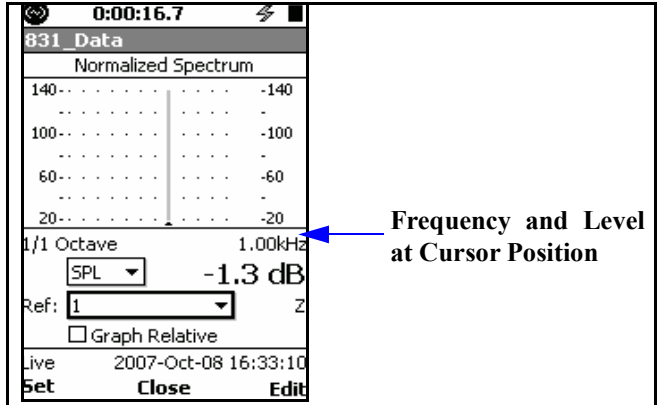 0:00:16.7
831_Data
Normalized Spectrum
140 -140
100 -100
60 -60
20 -20
1/1 Octave 1.00kHz
SPL -1.3 dB
Ref: 1 Z
Graph Relative
Live 2007-Oct-08 16:33:10
Set Close Edit
Frequency and Level
at Cursor Position